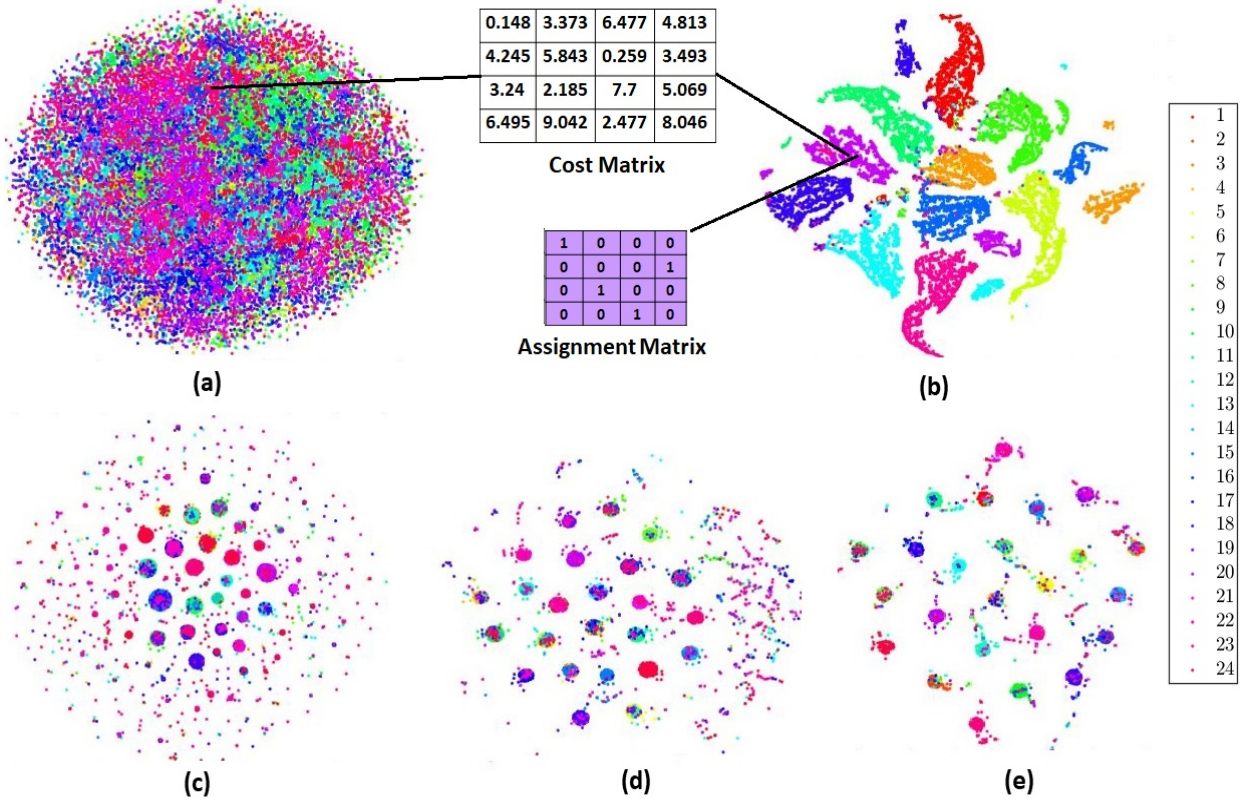 0.148 3.373 6.477 4.813
4.245 5.843 0.259 3.493
3.24 2.185 7.7 5.069
6.495 9.042 2.477 8.046
Cost Matrix
1 0 0 0
0 0 0 1
0 1 0 0
0 0 1 0
Assignment Matrix
(a)
(b)
1
2
3
4
5
6
7
8
9
10
11
12
13
14
15
16
17
18
19
20
21
22
23
24
(c)
(d)
(e)